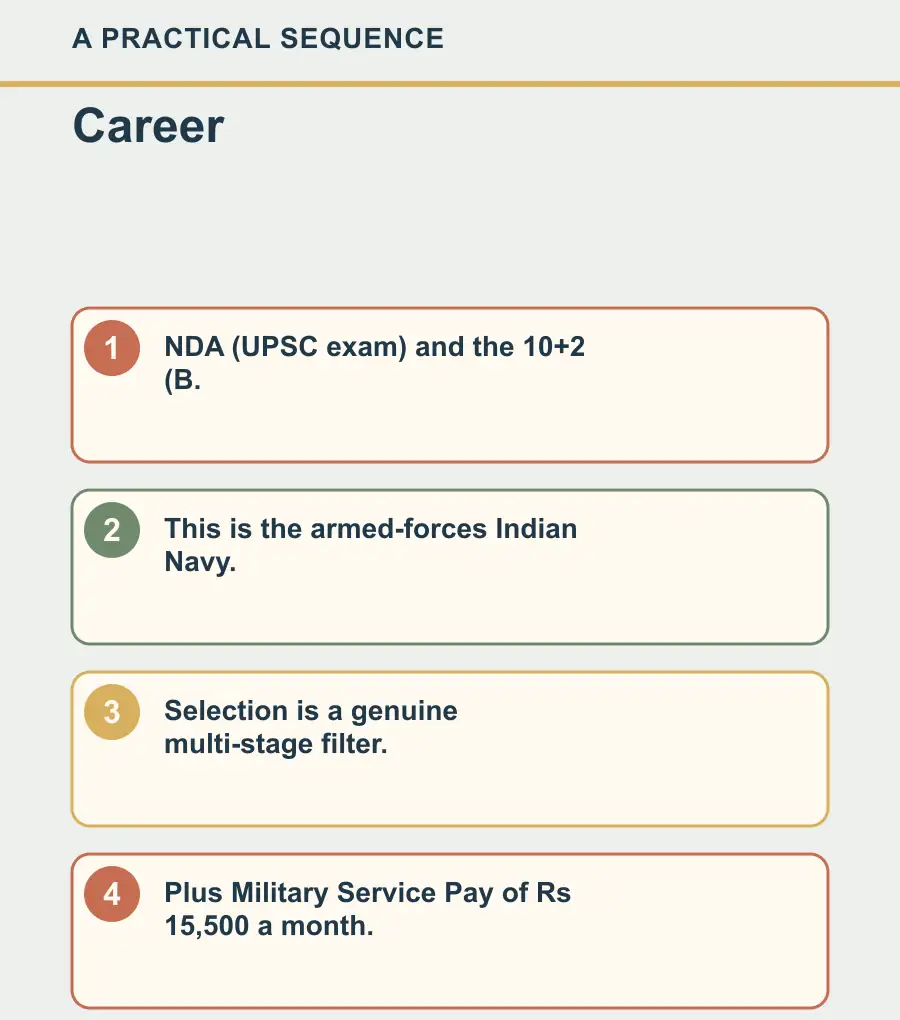 A PRACTICAL SEQUENCE
Career
1
NDA (UPSC exam) and the 10+2
(B.
2
This is the armed-forces Indian
Navy.
3
Selection is a genuine
multi-stage filter.
4
Plus Military Service Pay of Rs
15,500 a month.